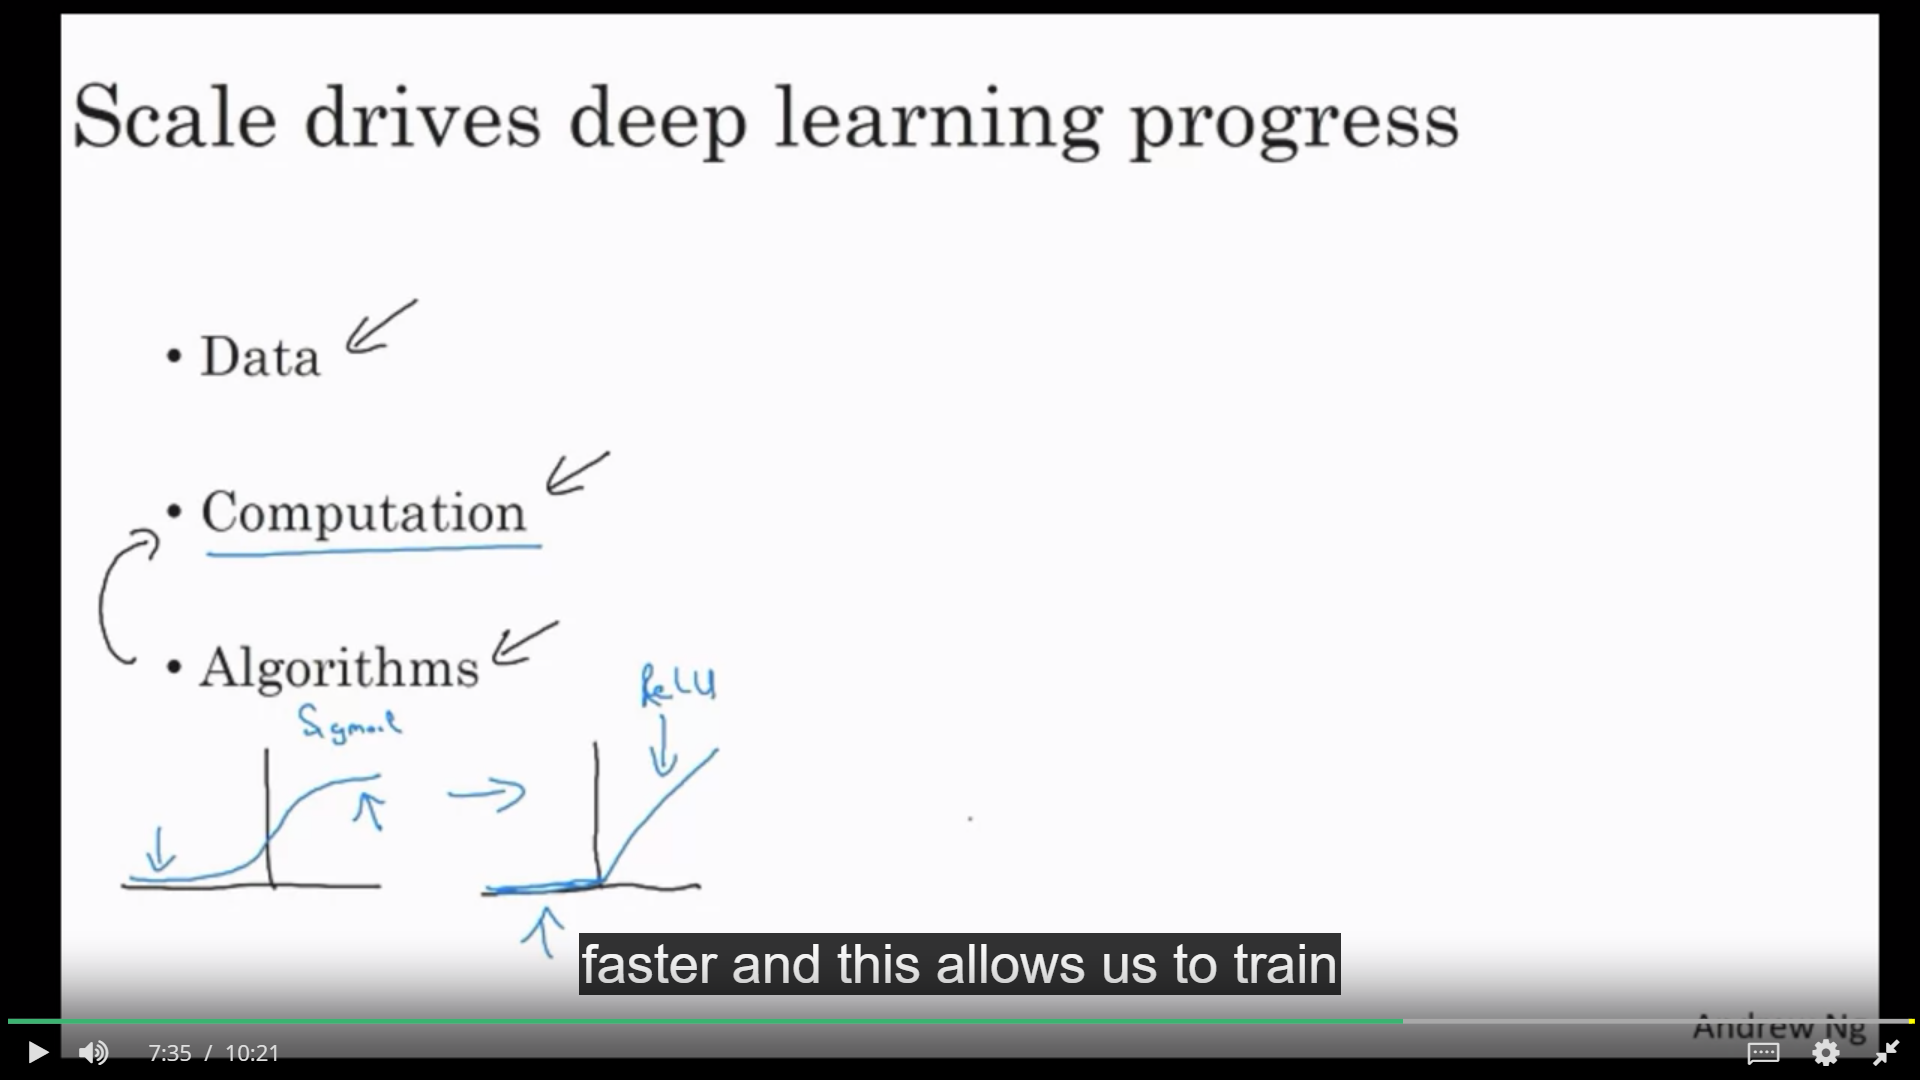 Scale drives deep learning progress
• Data
• Computation
• Algorithms
ReLU
faster and this allows us to train
Andrew Ng
7:35 / 10:21